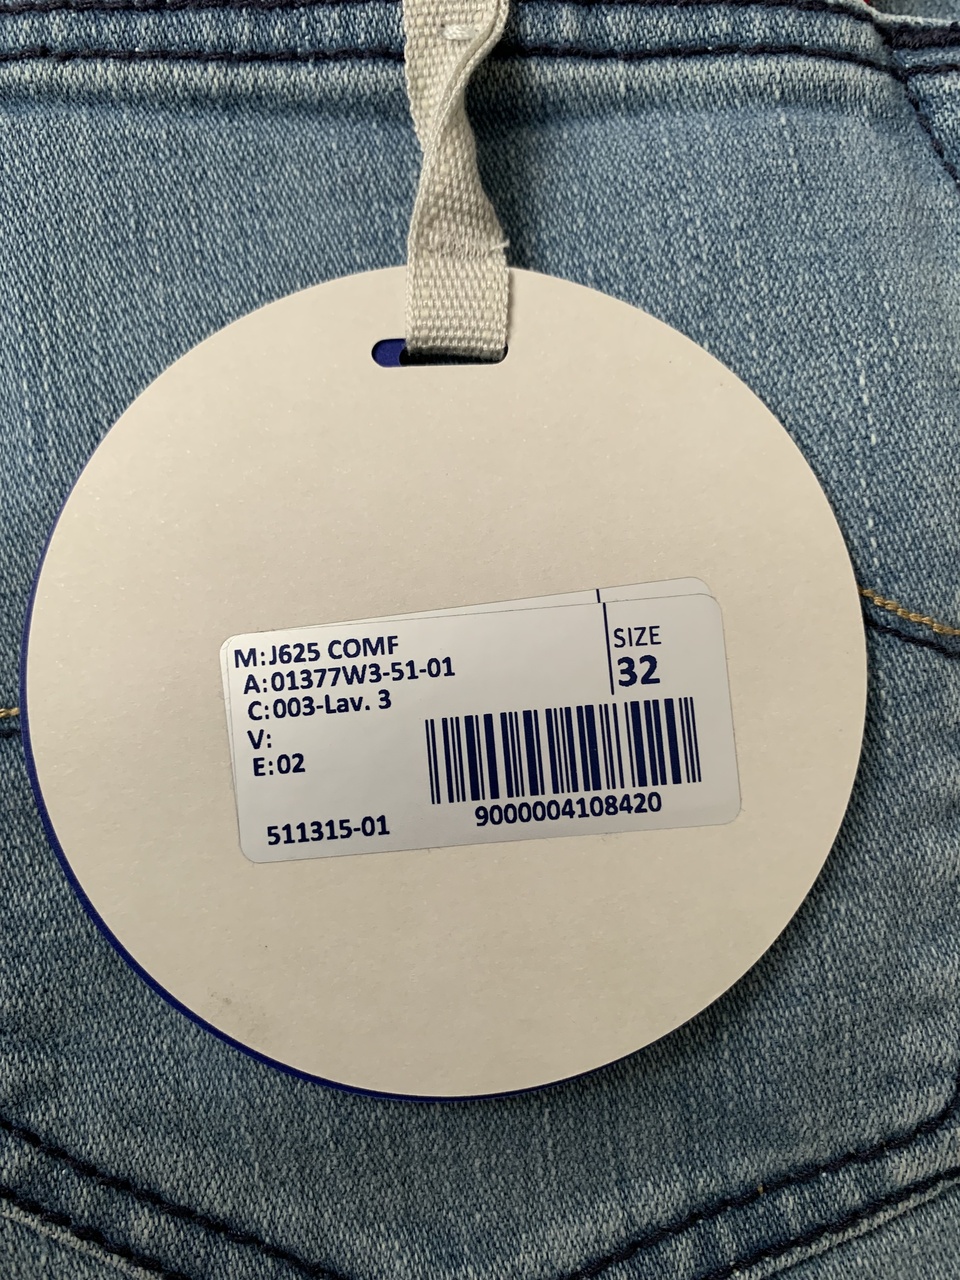 M:J625 COMF
A:01377W3-51-01
C:003-Lav. 3
V:
E:02
511315-01
SIZE
32
9000004108420